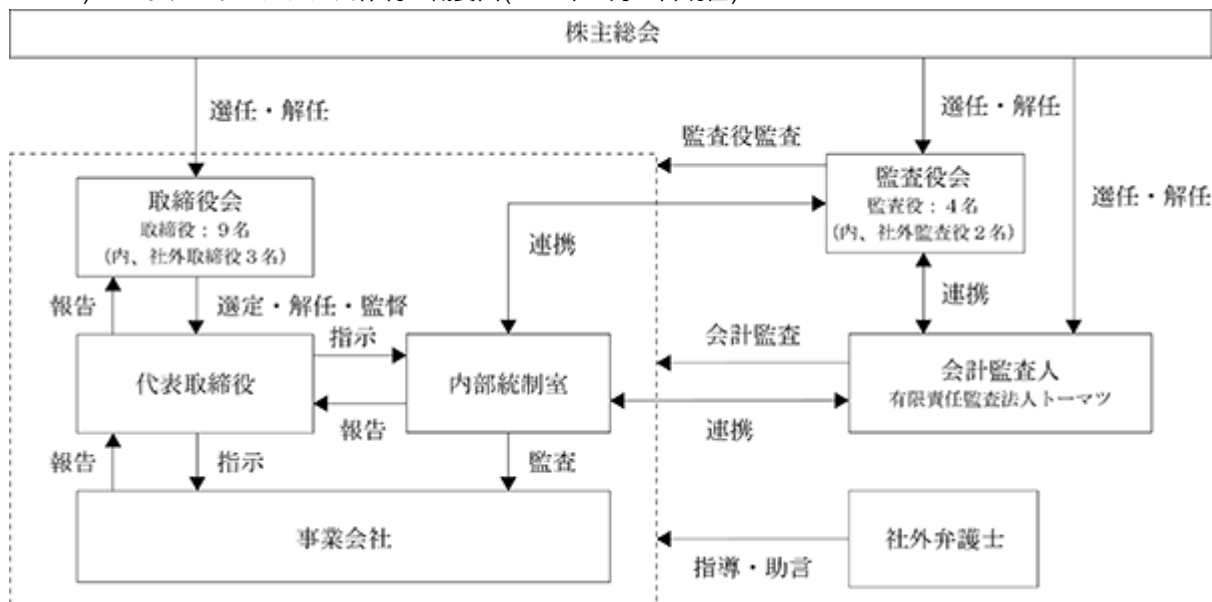 株主総会
選任・解任
選任・解任
選任・解任
監査役監査
取締役会
取締役：９名
(内、社外取締役３名)
監査役会
監査役：４名
(内、社外監査役２名)
連携
連携
報告
選定・解任・監督
指示
会計監査
代表取締役
内部統制室
会計監査人
有限責任監査法人トーマツ
報告
連携
報告
指示
監査
事業会社
社外弁護士
指導・助言